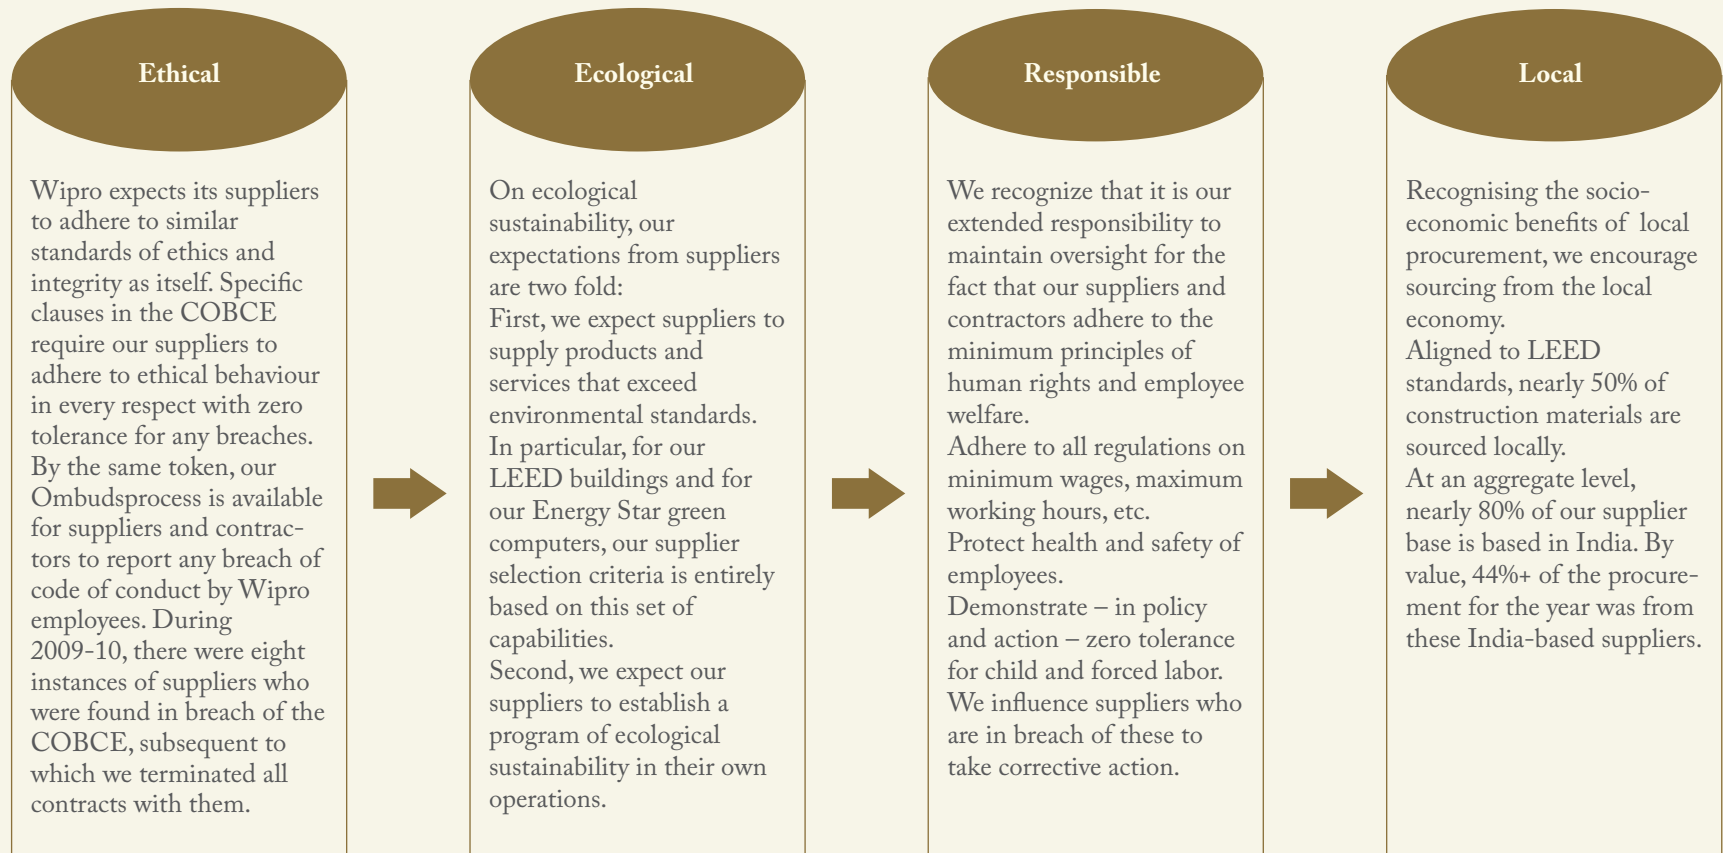 Ethical
Wipro expects its suppliers
to adhere to similar
standards of ethics and
integrity as itself. Specific
clauses in the COBCE
require our suppliers to
adhere to ethical behaviour
in every respect with zero
tolerance for any breaches.
By the same token, our
Ombudsprocess is available
for suppliers and contrac-
tors to report any breach of
code of conduct by Wipro
employees. During
2009-10, there were eight
instances of suppliers who
were found in breach of the
COBCE, subsequent to
which we terminated all
contracts with them.
Ecological
On ecological
sustainability, our
expectations from suppliers
are two fold:
First, we expect suppliers to
supply products and
services that exceed
environmental standards.
In particular, for our
LEED buildings and for
our Energy Star green
computers, our supplier
selection criteria is entirely
based on this set of
capabilities.
Second, we expect our
suppliers to establish a
program of ecological
sustainability in their own
operations.
Responsible
We recognize that it is our
extended responsibility to
maintain oversight for the
fact that our suppliers and
contractors adhere to the
minimum principles of
human rights and employee
welfare.
Adhere to all regulations on
minimum wages, maximum
working hours, etc.
Protect health and safety of
employees.
Demonstrate – in policy
and action – zero tolerance
for child and forced labor.
We influence suppliers who
are in breach of these to
take corrective action.
Local
Recognising the socio-
economic benefits of local
procurement, we encourage
sourcing from the local
economy.
Aligned to LEED
standards, nearly 50% of
construction materials are
sourced locally.
At an aggregate level,
nearly 80% of our supplier
base is based in India. By
value, 44%+ of the procure-
ment for the year was from
these India-based suppliers.